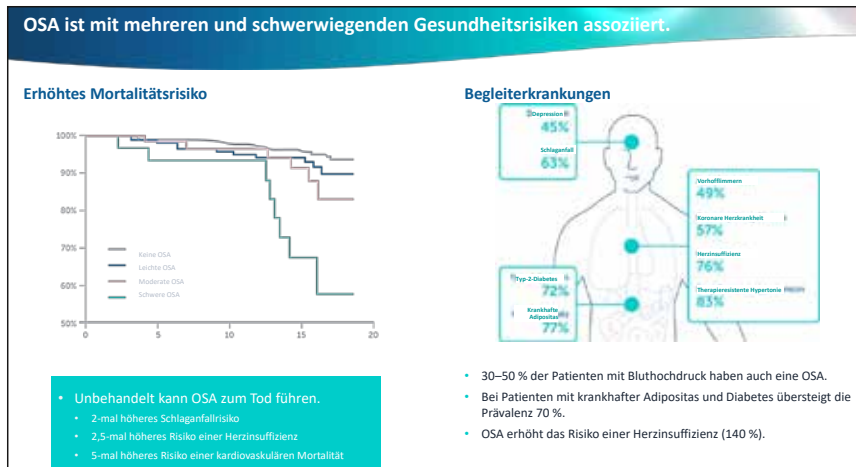 OSA ist mit mehreren und schwerwiegenden Gesundheitsrisiken assoziiert.
Erhöhtes Mortalitätsrisiko
100%
90%
80%
70%
60%
50%
0
5
10
15
20
Keine OSA
Leichte OSA
Moderate OSA
Schwere OSA
Unbehandelt kann OSA zum Tod führen.
2-mal höheres Schlaganfallrisiko
2,5-mal höheres Risiko einer Herzinsuffizienz
5-mal höheres Risiko einer kardiovaskulären Mortalität
Begleiterkrankungen
Depression
45%
Schlaganfall
63%
Vorhofflimmern
49%
Koronare Herzkrankheit
57%
Herzinsuffizienz
76%
Therapieresistente Hypertonie
83%
Typ-2-Diabetes
72%
Krankhafte
Adipositas
77%
30–50 % der Patienten mit Bluthochdruck haben auch eine OSA.
Bei Patienten mit krankhafter Adipositas und Diabetes übersteigt die
Prävalenz 70 %.
OSA erhöht das Risiko einer Herzinsuffizienz (140 %).